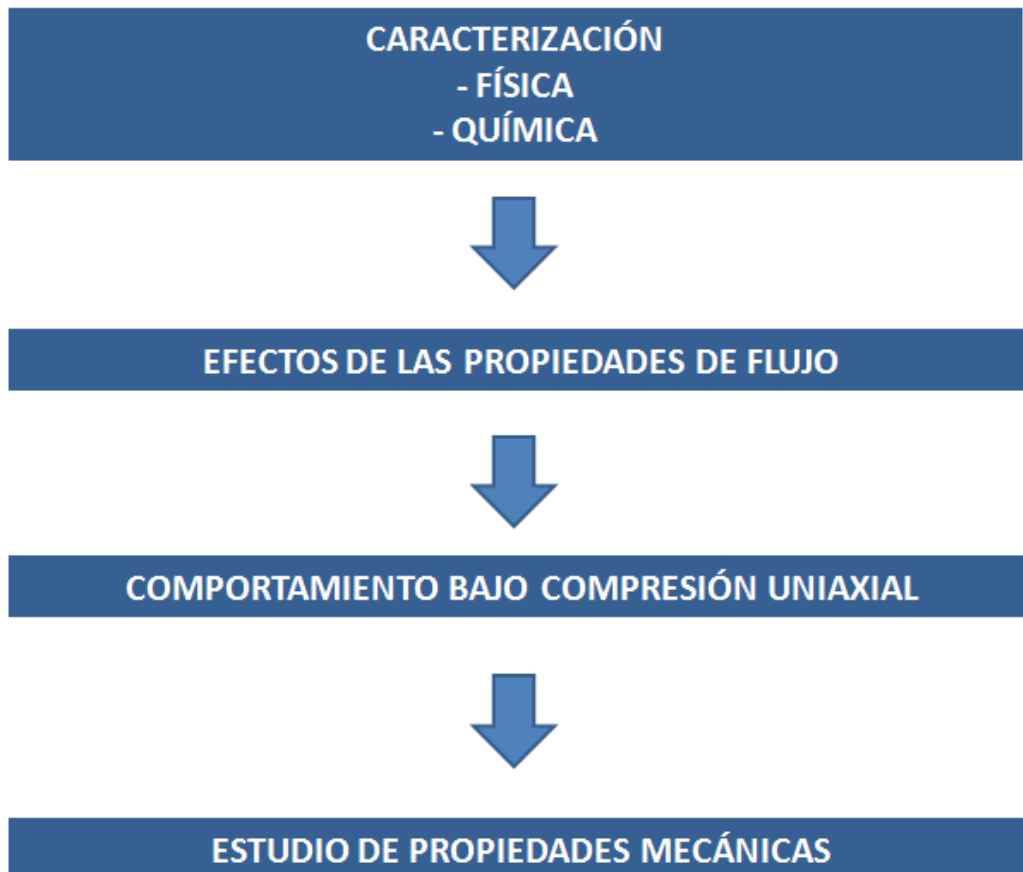 CARACTERIZACIÓN
- FÍSICA
- QUÍMICA
EFECTOS DE LAS PROPIEDADES DE FLUJO
COMPORTAMIENTO BAJO COMPRESIÓN UNIAXIAL
ESTUDIO DE PROPIEDADES MECÁNICAS